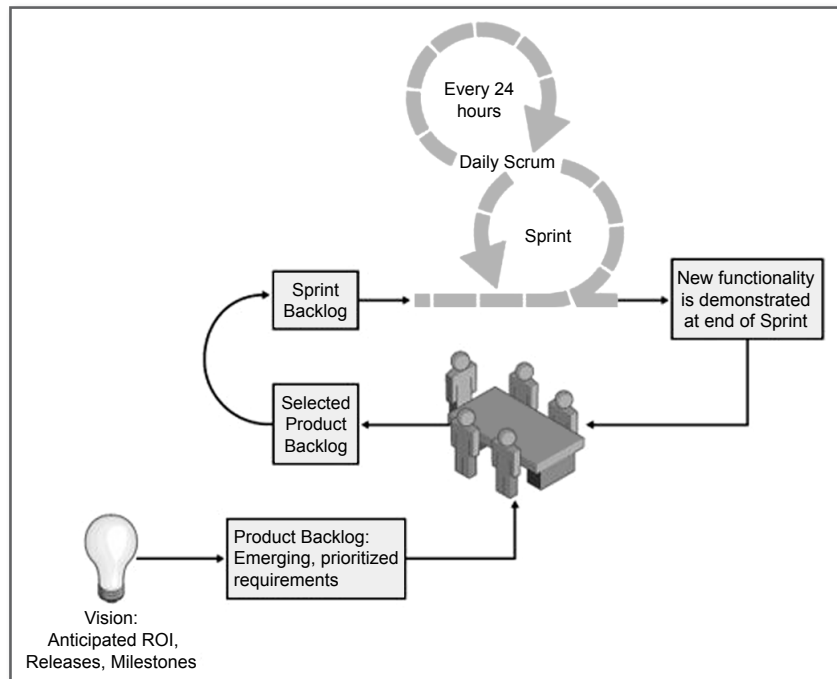 Every 24
hours
Daily Scrum
Sprint
Sprint
Backlog
New functionality
is demonstrated
at end of Sprint
Selected
Product
Backlog
Product Backlog:
Emerging, prioritized
requirements
Vision:
Anticipated ROI,
Releases, Milestones